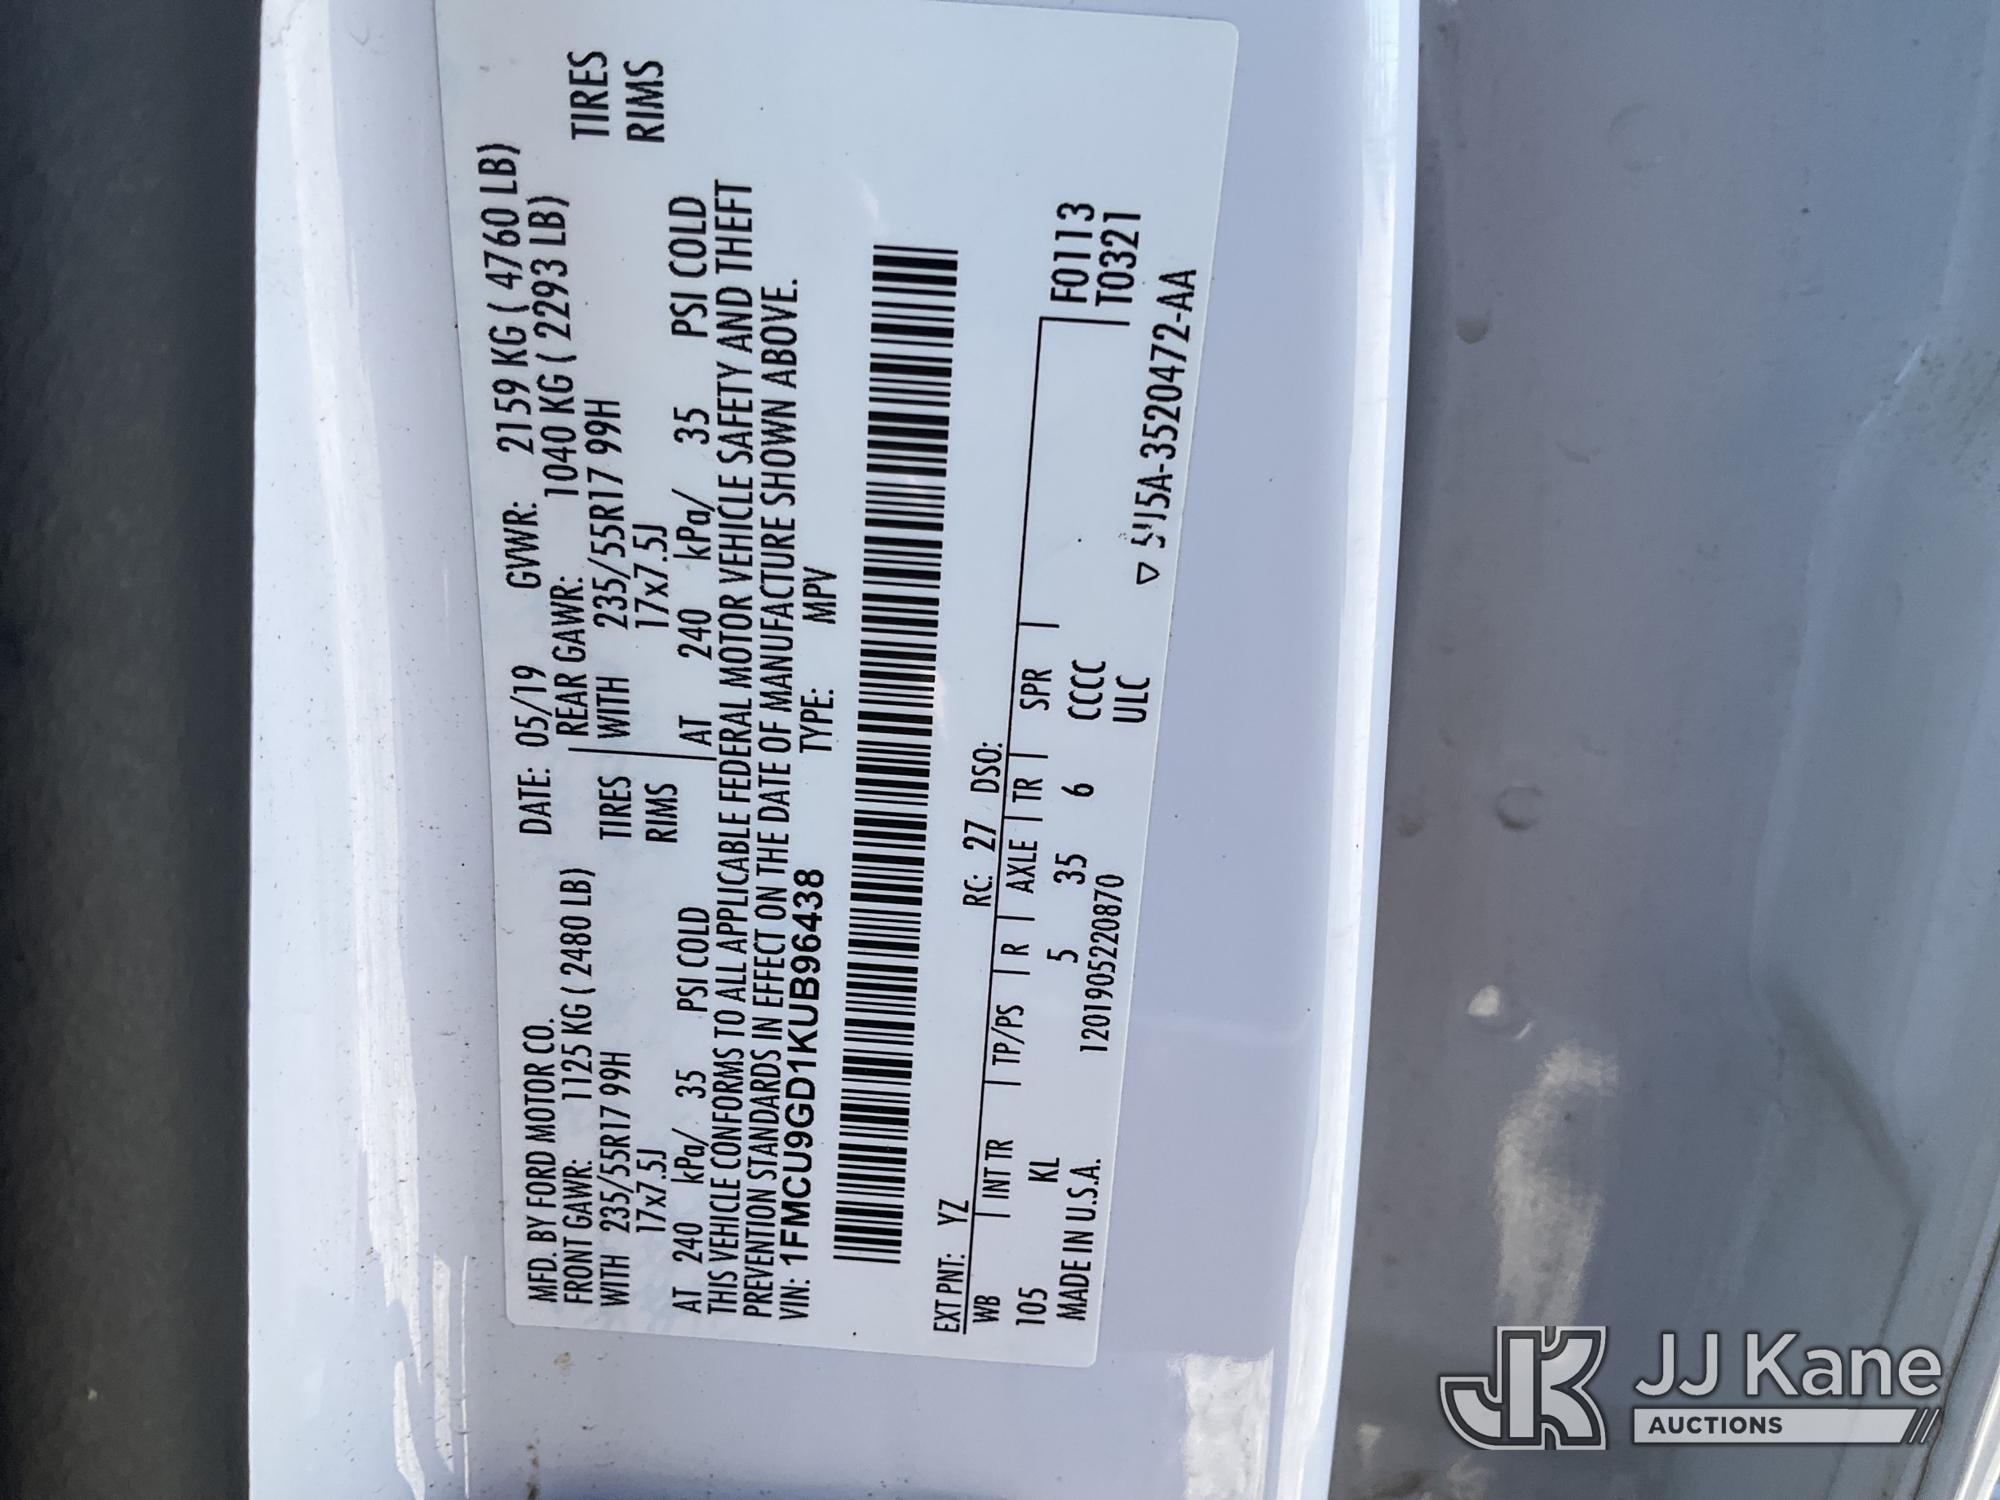 MFD. BY FORD MOTOR CO. DATE: 05/19 GVWR: 2159 KG ( 4760 LB)
FRONT GAWR: 1125 KG ( 2480 LB) REAR GAWR: 1040 KG ( 2293 LB)
WITH 235/55R17 99H TIRES WITH 235/55R17 99H TIRES
17x7.5J RIMS 17x7.5J RIMS
AT 240 kPa/ 35 PSI COLD AT 240 kPa/ 35 PSI COLD
THIS VEHICLE CONFORMS TO ALL APPLICABLE FEDERAL MOTOR VEHICLE SAFETY AND THEFT
PREVENTION STANDARDS IN EFFECT ON THE DATE OF MANUFACTURE SHOWN ABOVE.
VIN: 1FMCU9GD1KUB96438 TYPE: MPV
EXT PNT: YZ RC: 27 DSO:
WB | INT TR | TP/PS | R | AXLE | TR | SPR | F0113
105 KL 5 35 6 CCCC T0321
MADE IN U.S.A. 1201905220870 ULC
▽ 3520472-AA
JK JJ Kane
AUCTIONS